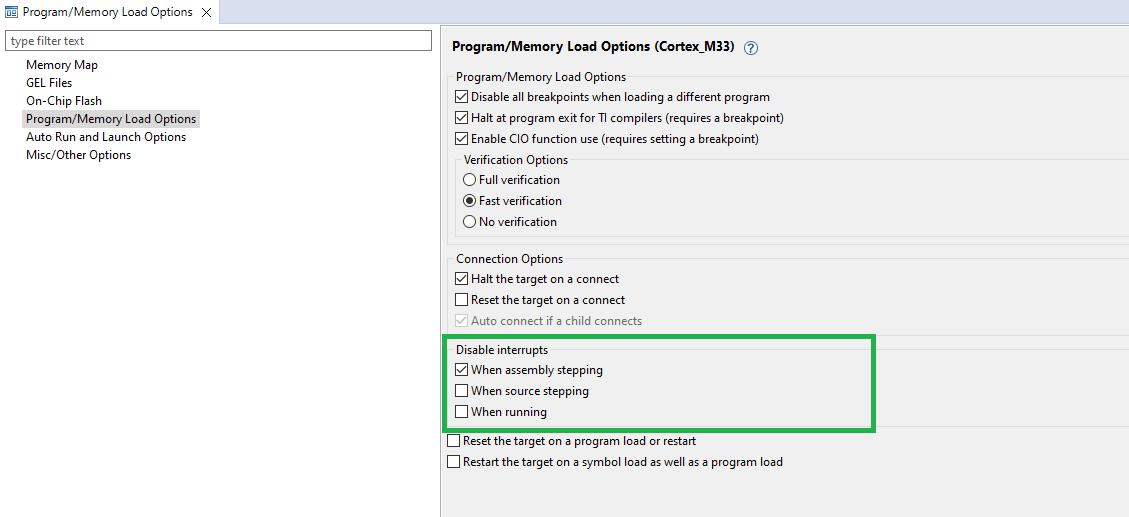 Program/Memory Load Options
type filter text
Memory Map
GEL Files
On-Chip Flash
Program/Memory Load Options
Auto Run and Launch Options
Misc/Other Options
Program/Memory Load Options (Cortex_M33)
Program/Memory Load Options
Disable all breakpoints when loading a different program
Halt at program exit for TI compilers (requires a breakpoint)
Enable CIO function use (requires setting a breakpoint)
Verification Options
Full verification
Fast verification
No verification
Connection Options
Halt the target on a connect
Reset the target on a connect
Auto connect if a child connects
Disable interrupts
When assembly stepping
When source stepping
When running
Reset the target on a program load or restart
Restart the target on a symbol load as well as a program load